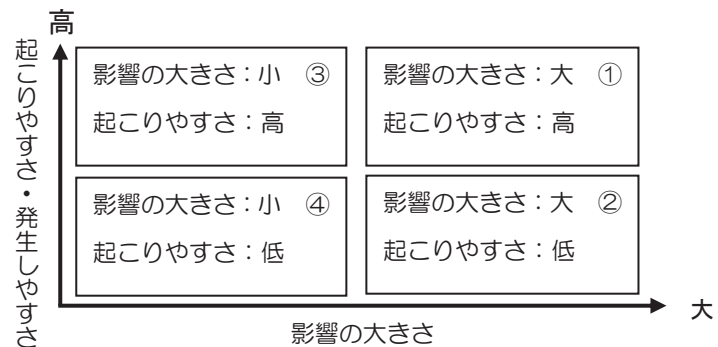 高
起こりやすさ・発生しやすさ
影響の大きさ：小 ③
起こりやすさ：高
影響の大きさ：大 ①
起こりやすさ：高
影響の大きさ：小 ④
起こりやすさ：低
影響の大きさ：大 ②
起こりやすさ：低
大
影響の大きさ